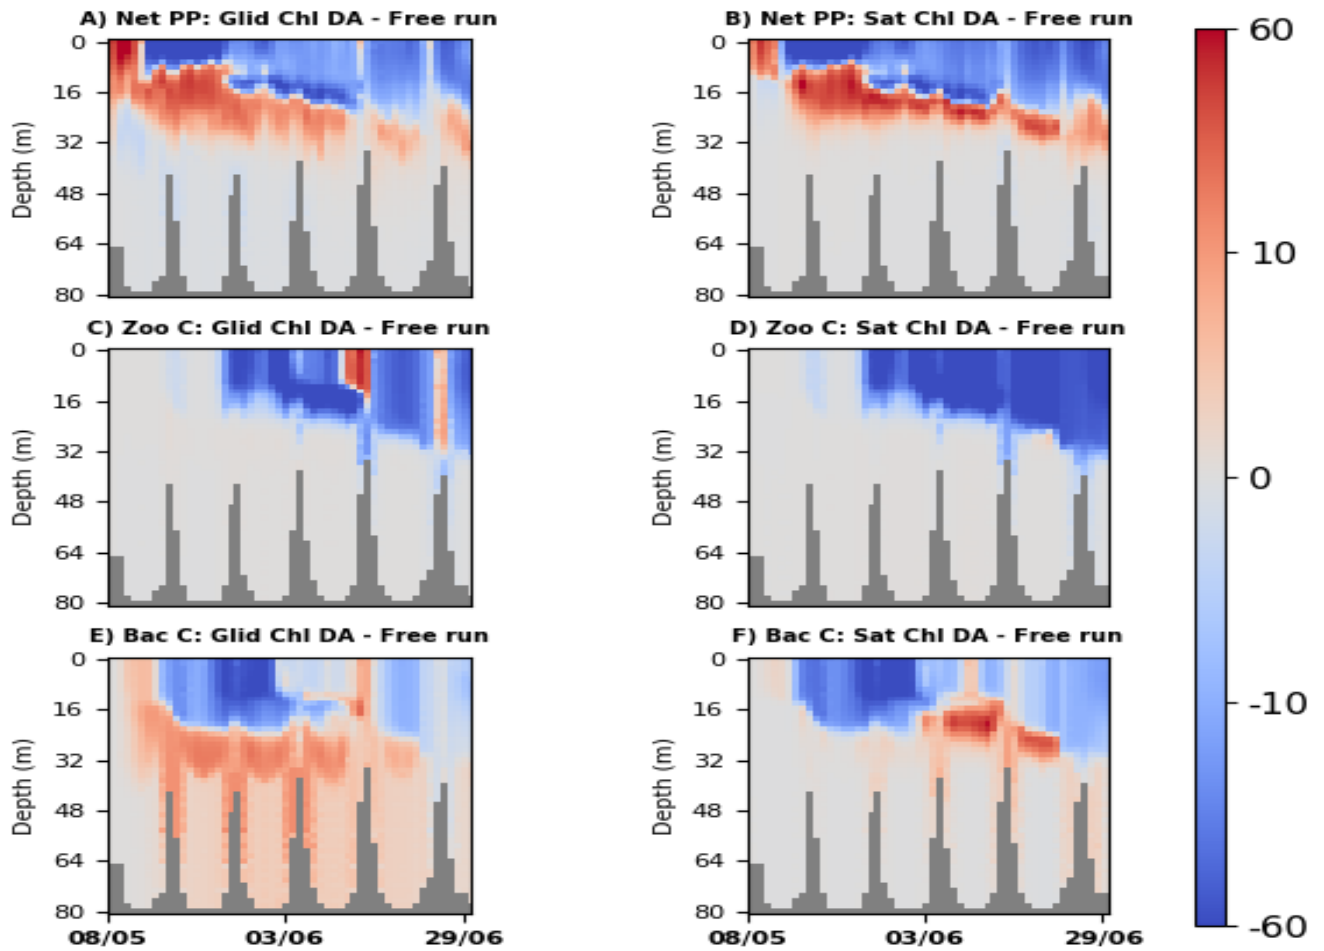 A) Net PP: Glid Chl DA - Free run
B) Net PP: Sat Chl DA - Free run
0
16
32
48
64
80
Depth (m)
0
16
32
48
64
80
Depth (m)
C) Zoo C: Glid Chl DA - Free run
D) Zoo C: Sat Chl DA - Free run
0
16
32
48
64
80
Depth (m)
0
16
32
48
64
80
Depth (m)
E) Bac C: Glid Chl DA - Free run
F) Bac C: Sat Chl DA - Free run
0
16
32
48
64
80
Depth (m)
08/05 03/06 29/06
0
16
32
48
64
80
Depth (m)
08/05 03/06 29/06
60
10
0
-10
-60